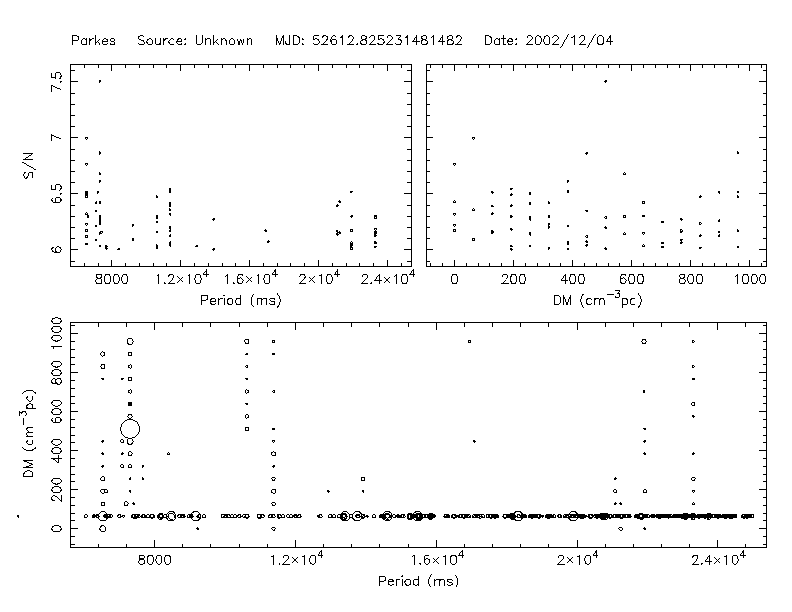 Parkes Source: Unknown MJD: 52612.825231481482 Date: 2002/12/04
7.5
7
6.5
6
S/N
8000 1.2×10⁴ 1.6×10⁴ 2×10⁴ 2.4×10⁴
Period (ms)
0 200 400 600 800 1000
DM (cm⁻³pc)
1000
800
600
400
200
0
DM (cm⁻³pc)
8000 1.2×10⁴ 1.6×10⁴ 2×10⁴ 2.4×10⁴
Period (ms)